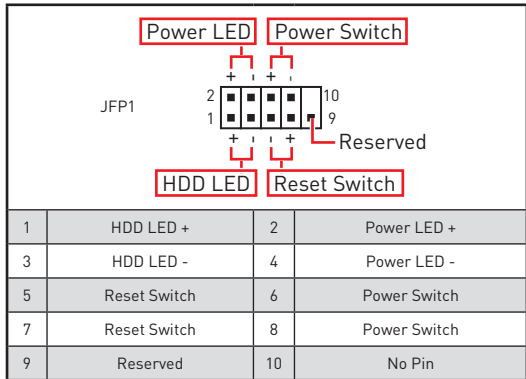 Power LED Power Switch
+ - + -
JFP1
2 10
1 9
+ - - +
Reserved
HDD LED Reset Switch
1 HDD LED + 2 Power LED +
3 HDD LED - 4 Power LED -
5 Reset Switch 6 Power Switch
7 Reset Switch 8 Power Switch
9 Reserved 10 No Pin